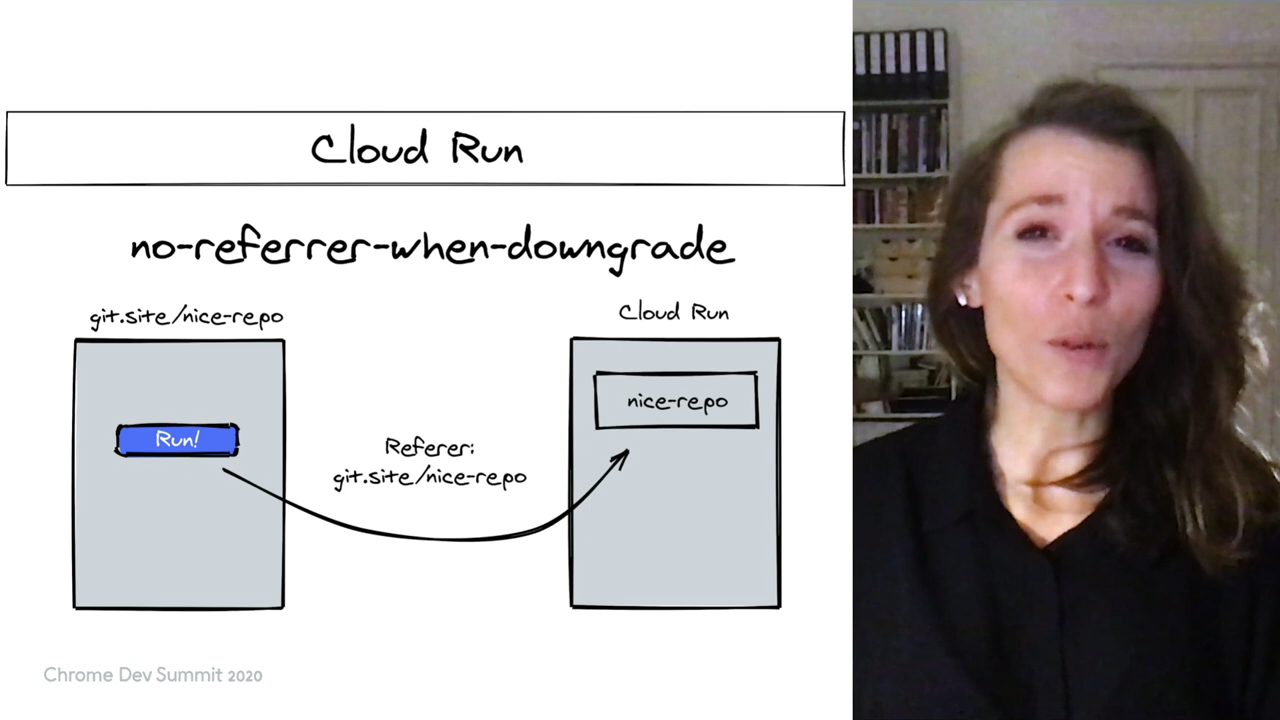 Cloud Run
no-referrer-when-downgrade
git.site/nice-repo
Cloud Run
Run!
nice-repo
Referer:
git.site/nice-repo
Chrome Dev Summit 2020